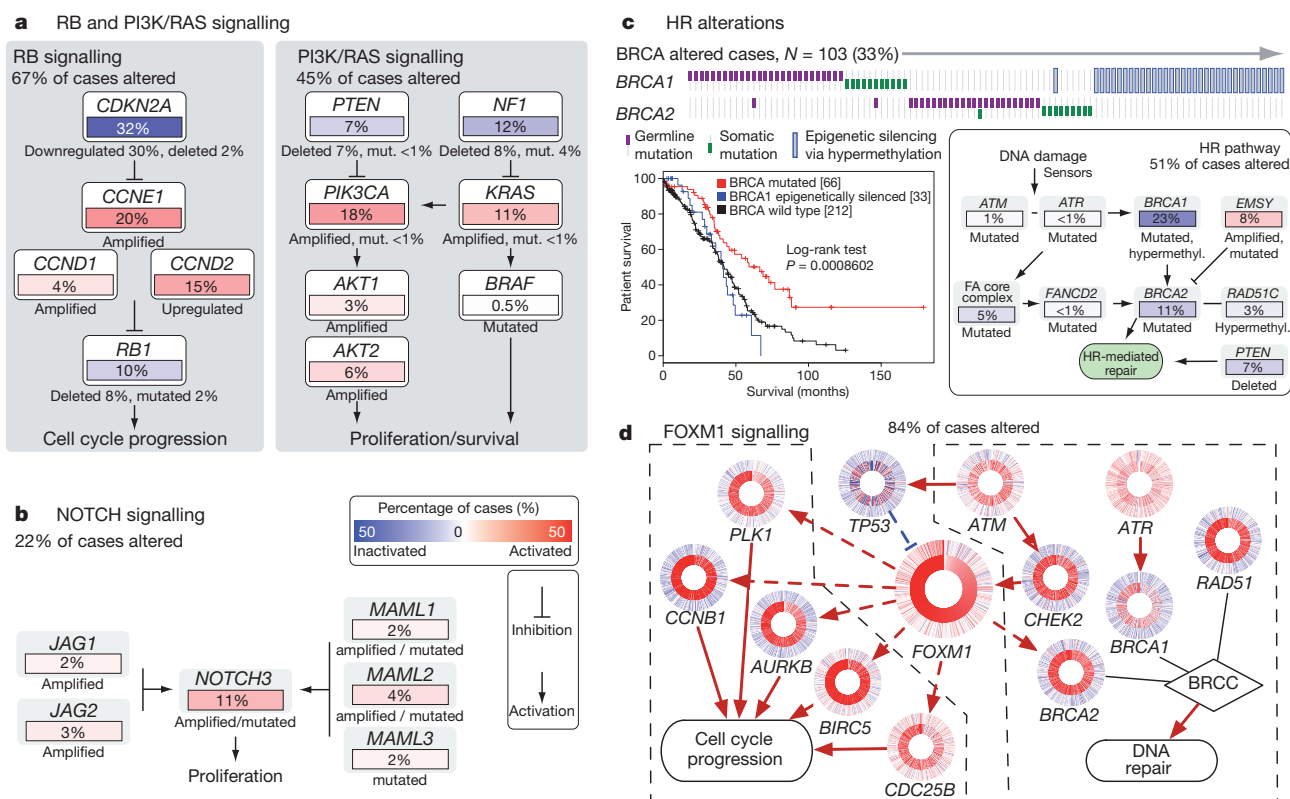 a RB and PI3K/RAS signalling
RB signalling
67% of cases altered
CDKN2A
32%
Downregulated 30%, deleted 2%
CCNE1
20%
Amplified
CCND1
4%
Amplified
CCND2
15%
Upregulated
RB1
10%
Deleted 8%, mutated 2%
Cell cycle progression
PI3K/RAS signalling
45% of cases altered
PTEN
7%
Deleted 7%, mut. <1%
NF1
12%
Deleted 8%, mut. 4%
PIK3CA
18%
Amplified, mut. <1%
KRAS
11%
Amplified, mut. <1%
AKT1
3%
Amplified
BRAF
0.5%
Mutated
AKT2
6%
Amplified
Proliferation/survival
b NOTCH signalling
22% of cases altered
Percentage of cases (%)
50 0 50
Inactivated Activated
Inhibition
Activation
JAG1
2%
Amplified
JAG2
3%
Amplified
NOTCH3
11%
Amplified/mutated
Proliferation
MAML1
2%
amplified / mutated
MAML2
4%
amplified / mutated
MAML3
2%
mutated
c HR alterations
BRCA altered cases, N = 103 (33%)
BRCA1
BRCA2
Germline
mutation
Somatic
mutation
Epigenetic silencing
via hypermethylation
BRCA mutated [66]
BRCA1 epigenetically silenced [33]
BRCA wild type [212]
Log-rank test
P = 0.0008602
Patient survival
100
80
60
40
20
0
0 50 100 150
Survival (months)
HR pathway
51% of cases altered
DNA damage
Sensors
ATM
1%
Mutated
ATR
<1%
Mutated
BRCA1
23%
Mutated,
hypermethyl.
EMSY
8%
Amplified,
mutated
FA core
complex
5%
Mutated
FANCD2
<1%
Mutated
BRCA2
11%
Mutated
RAD51C
3%
Hypermethyl.
HR-mediated
repair
PTEN
7%
Deleted
d FOXM1 signalling
84% of cases altered
PLK1
TP53
ATM
ATR
RAD51
CCNB1
AURKB
FOXM1
CHEK2
BRCA1
BIRC5
BRCA2
BRCC
CDC25B
Cell cycle
progression
DNA
repair